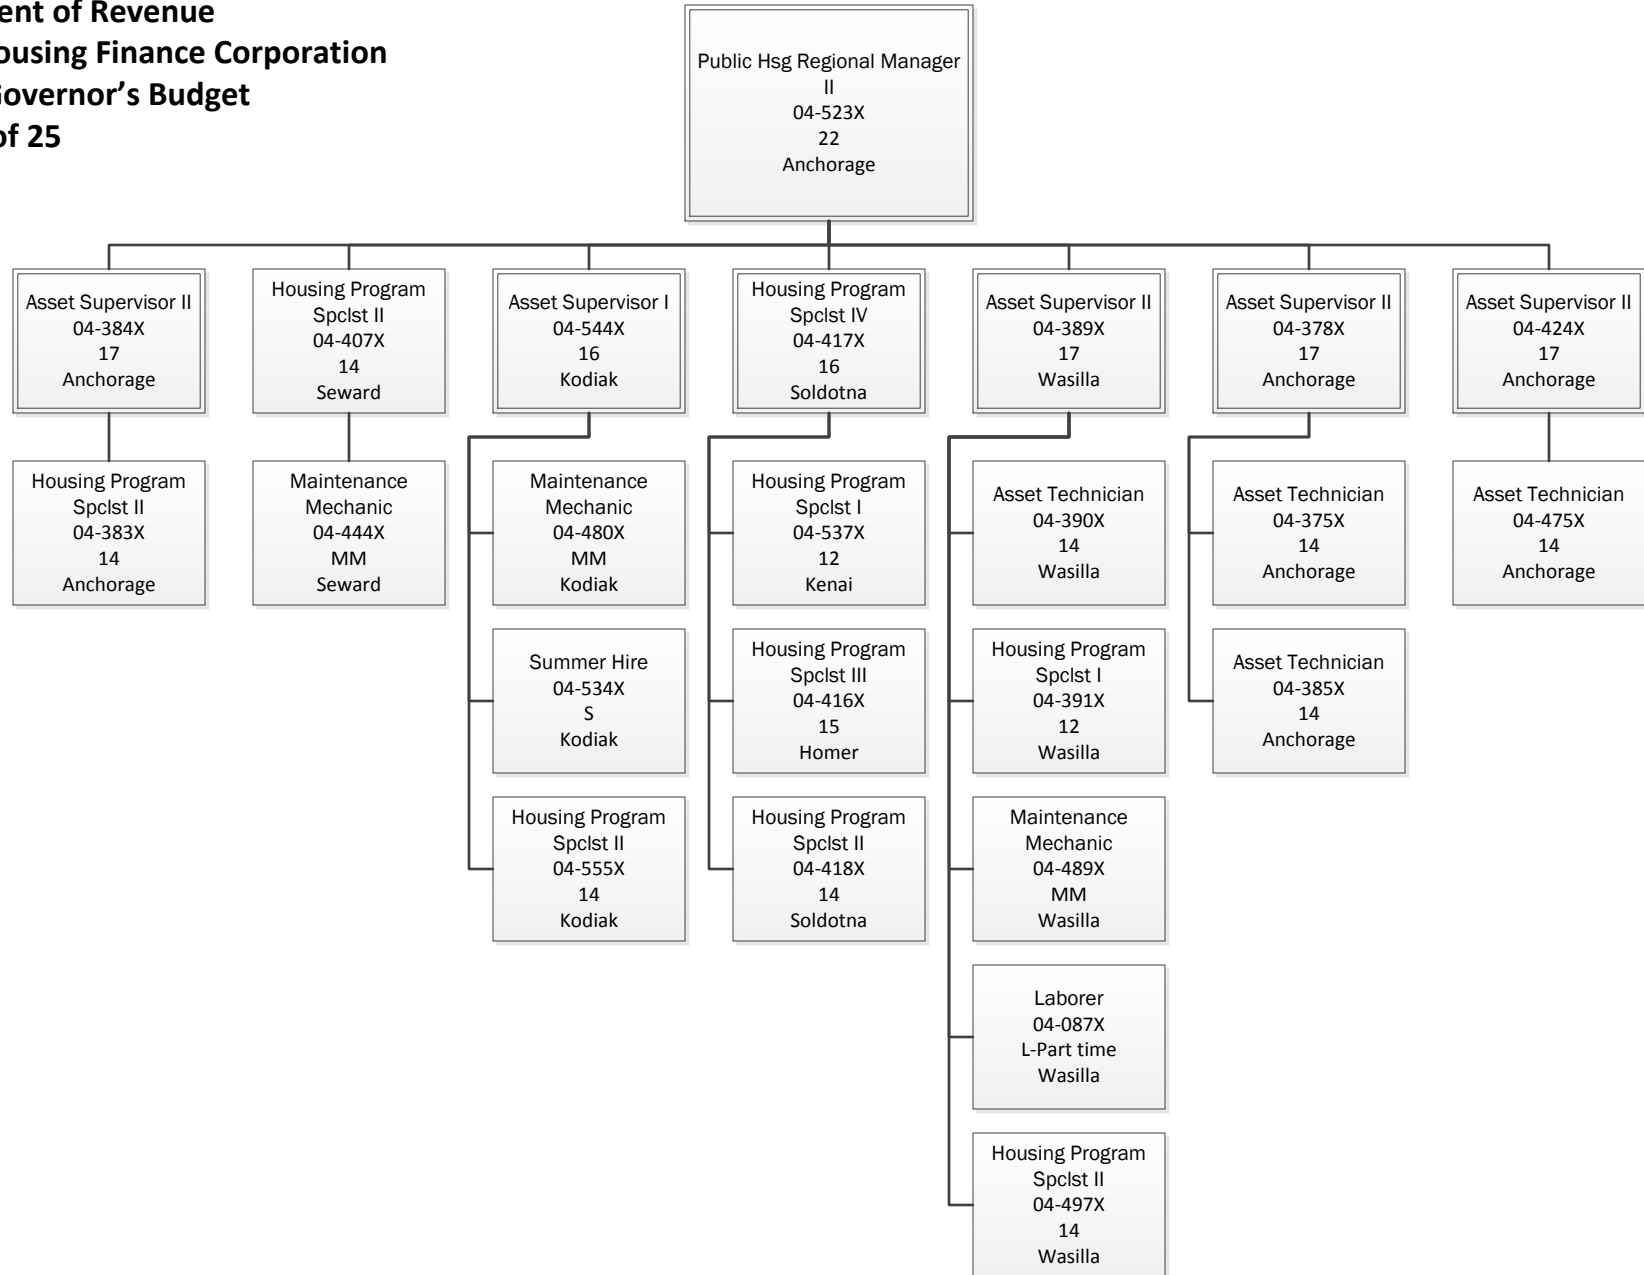 ent of Revenue
ousing Finance Corporation
Governor's Budget
of 25
Public Hsg Regional Manager
II
04-523X
22
Anchorage
Asset Supervisor II
04-384X
17
Anchorage
Housing Program
Spclst II
04-407X
14
Seward
Asset Supervisor I
04-544X
16
Kodiak
Housing Program
Spclst IV
04-417X
16
Soldotna
Asset Supervisor II
04-389X
17
Wasilla
Asset Supervisor II
04-378X
17
Anchorage
Asset Supervisor II
04-424X
17
Anchorage
Housing Program
Spclst II
04-383X
14
Anchorage
Maintenance
Mechanic
04-444X
MM
Seward
Maintenance
Mechanic
04-480X
MM
Kodiak
Housing Program
Spclst I
04-537X
12
Kenai
Asset Technician
04-390X
14
Wasilla
Asset Technician
04-375X
14
Anchorage
Asset Technician
04-475X
14
Anchorage
Summer Hire
04-534X
S
Kodiak
Housing Program
Spclst III
04-416X
15
Homer
Housing Program
Spclst I
04-391X
12
Wasilla
Asset Technician
04-385X
14
Anchorage
Housing Program
Spclst II
04-555X
14
Kodiak
Housing Program
Spclst II
04-418X
14
Soldotna
Maintenance
Mechanic
04-489X
MM
Wasilla
Laborer
04-087X
L-Part time
Wasilla
Housing Program
Spclst II
04-497X
14
Wasilla